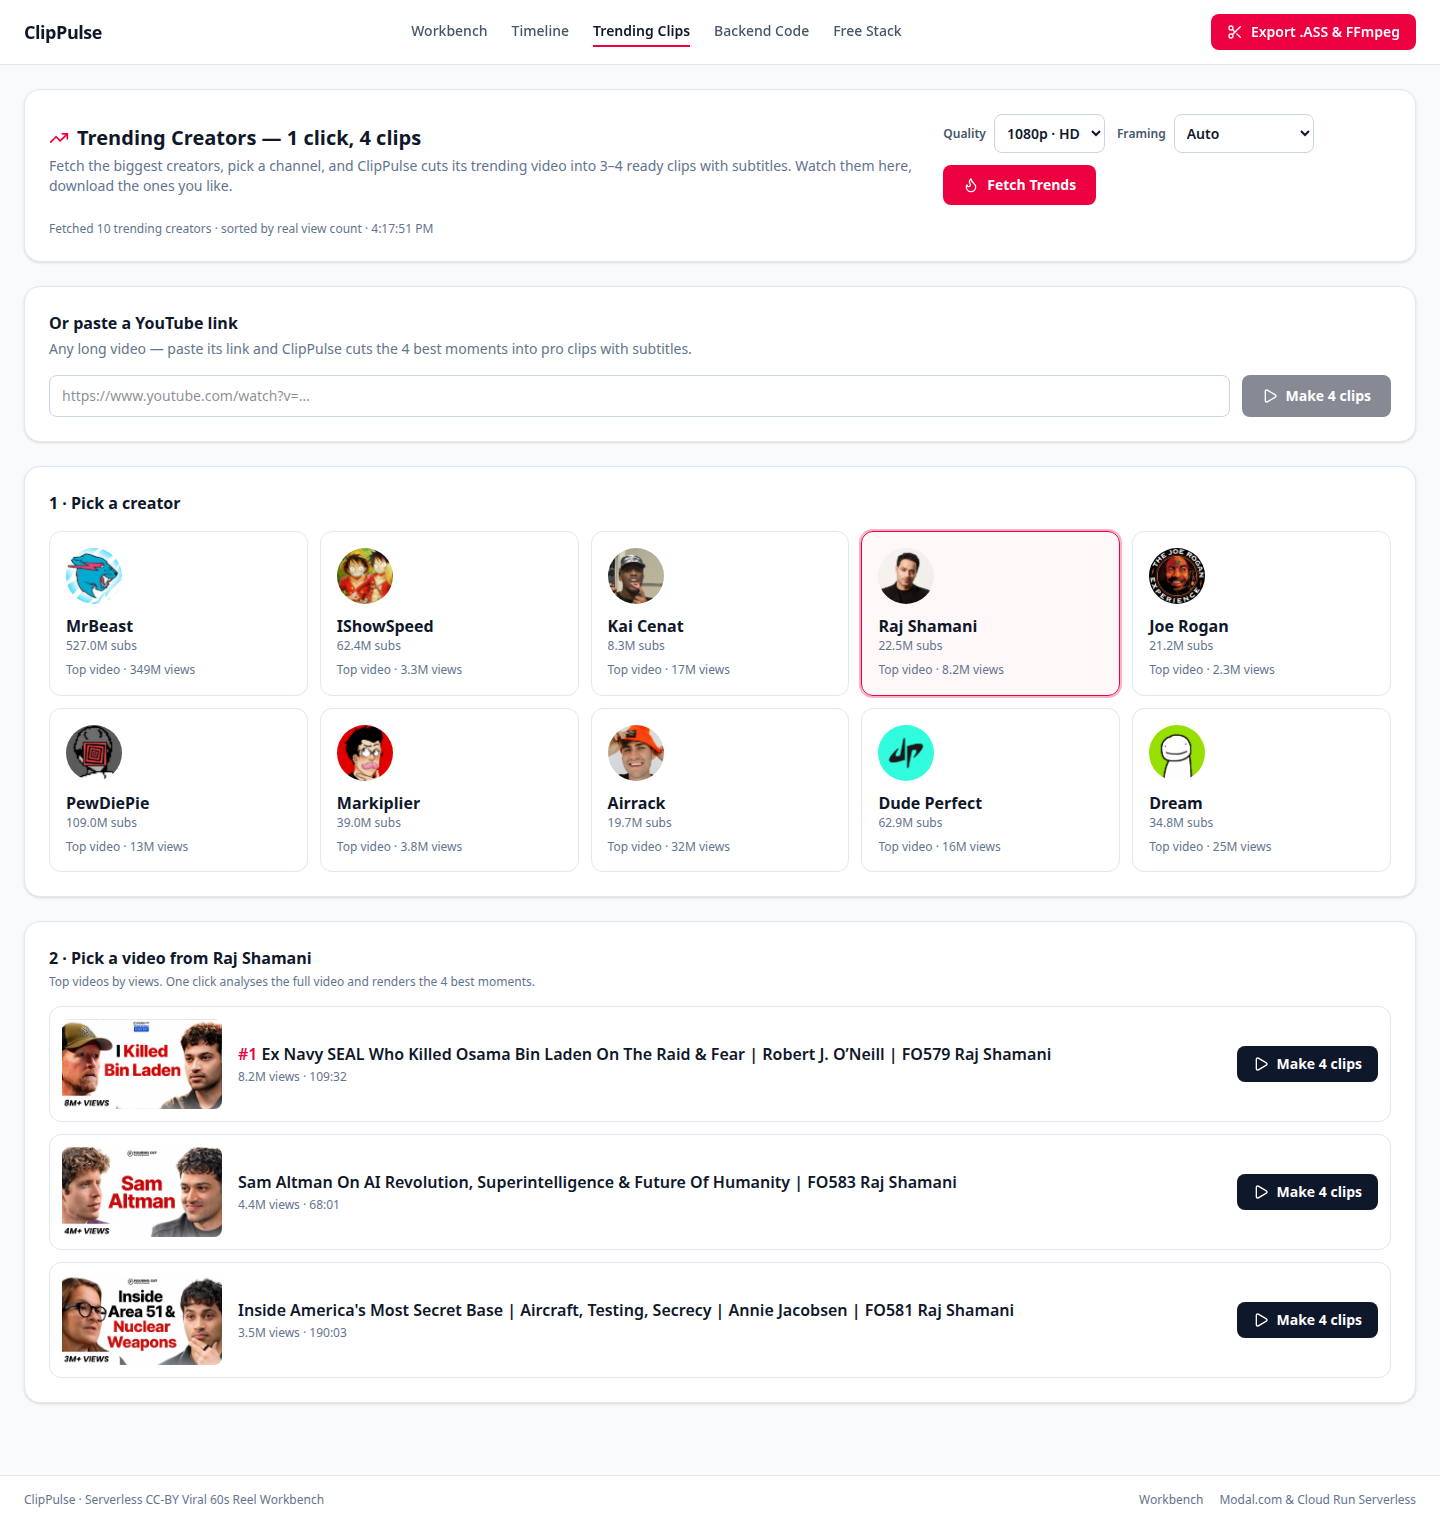 ClipPulse
Workbench
Timeline
Trending Clips
Backend Code
Free Stack
Export .ASS & FFmpeg
Trending Creators — 1 click, 4 clips
Fetch the biggest creators, pick a channel, and ClipPulse cuts its trending video into 3–4 ready clips with subtitles. Watch them here,
download the ones you like.
Fetched 10 trending creators · sorted by real view count · 4:17:51 PM
Quality
1080p · HD
Framing
Auto
Fetch Trends
Or paste a YouTube link
Any long video — paste its link and ClipPulse cuts the 4 best moments into pro clips with subtitles.
https://www.youtube.com/watch?v=...
Make 4 clips
1 · Pick a creator
MrBeast
527.0M subs
Top video · 349M views
IShowSpeed
62.4M subs
Top video · 3.3M views
Kai Cenat
8.3M subs
Top video · 17M views
Raj Shamani
22.5M subs
Top video · 8.2M views
THE JOE ROGAN
EXPERIENCE
Joe Rogan
21.2M subs
Top video · 2.3M views
PewDiePie
109.0M subs
Top video · 13M views
Markiplier
39.0M subs
Top video · 3.8M views
Airrack
19.7M subs
Top video · 32M views
dp
Dude Perfect
62.9M subs
Top video · 16M views
Dream
34.8M subs
Top video · 25M views
2 · Pick a video from Raj Shamani
Top videos by views. One click analyses the full video and renders the 4 best moments.
I Killed
Bin Laden
8M+ VIEWS
#1 Ex Navy SEAL Who Killed Osama Bin Laden On The Raid & Fear | Robert J. O’Neill | FO579 Raj Shamani
8.2M views · 109:32
Make 4 clips
Sam
Altman
4M+ VIEWS
Sam Altman On AI Revolution, Superintelligence & Future Of Humanity | FO583 Raj Shamani
4.4M views · 68:01
Make 4 clips
Inside
Area 51 &
Nuclear
Weapons
3M+ VIEWS
Inside America's Most Secret Base | Aircraft, Testing, Secrecy | Annie Jacobsen | FO581 Raj Shamani
3.5M views · 190:03
Make 4 clips
ClipPulse · Serverless CC-BY Viral 60s Reel Workbench
Workbench
Modal.com & Cloud Run Serverless